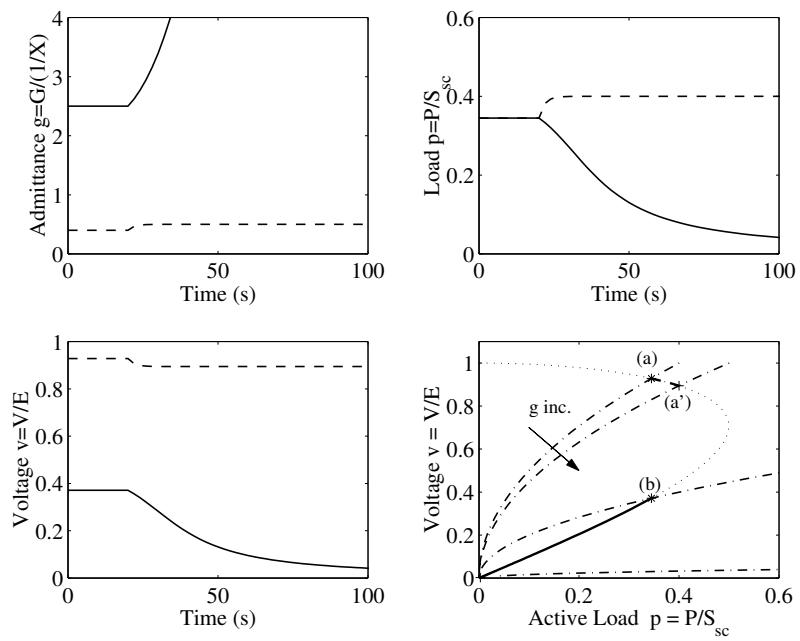 Admittance g=G/(1/X)
4
3
2
1
0
0
50
100
Time (s)
Load p=P/S_sc
0.6
0.4
0.2
0
0
50
100
Time (s)
Voltage v=V/E
1
0.8
0.6
0.4
0.2
0
0
50
100
Time (s)
Voltage v = V/E
1
0.8
0.6
0.4
0.2
0
0
0.2
0.4
0.6
(a)
(a')
g inc.
(b)
Active Load p = P/S_sc